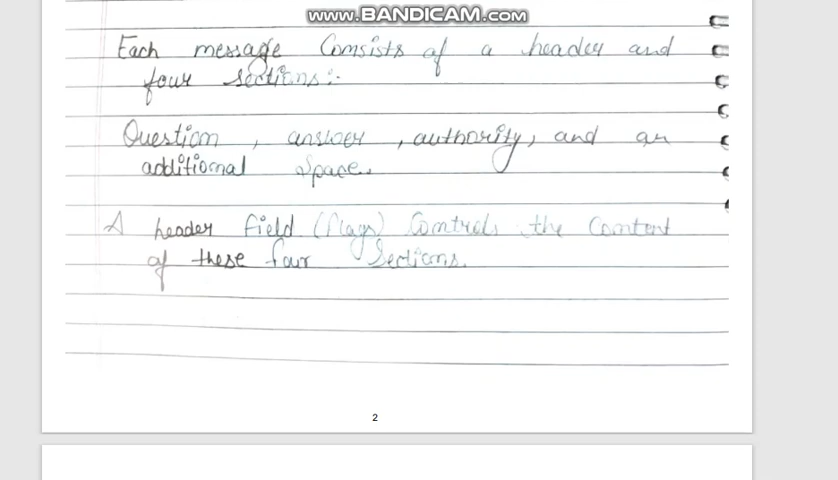 www.BANDICAM.com
Each message Consists of a header and
four sections:-
Question, answer, authority, and an
additional Space.
A header field (flags) Controls the Content
of these four Sections.
2